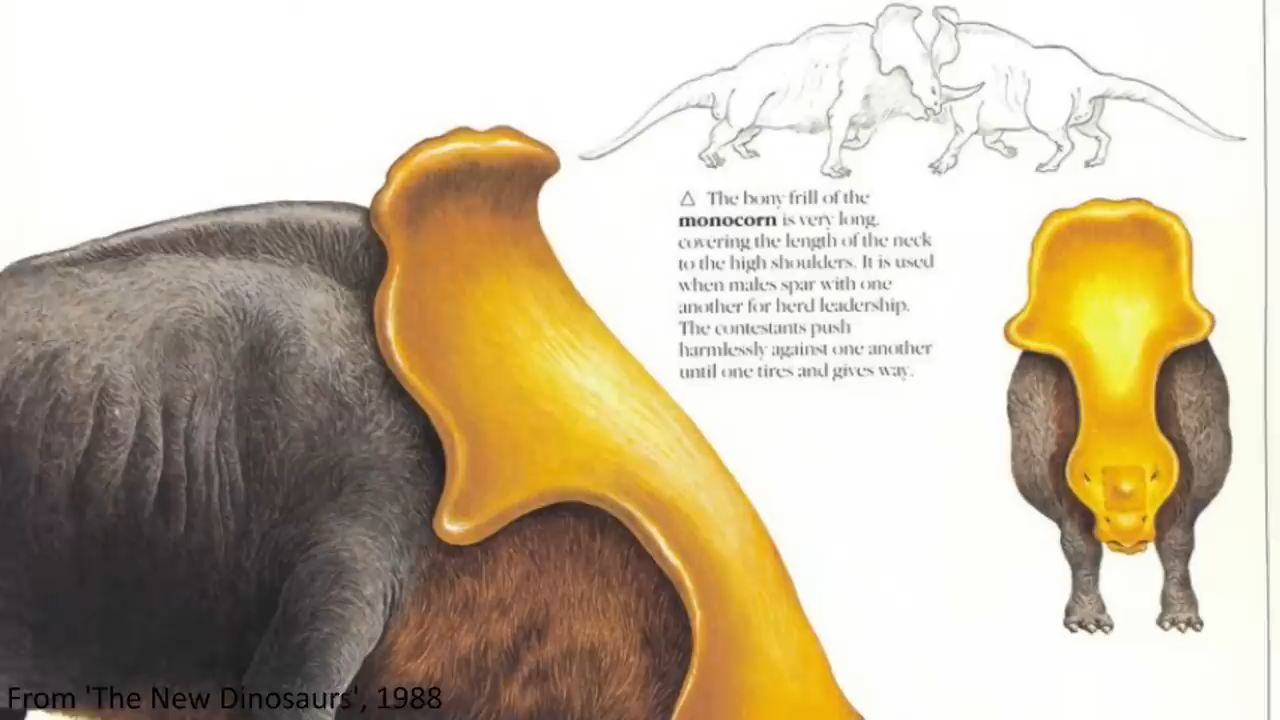 △ The bony frill of the
monocorn is very long,
covering the length of the neck
to the high shoulders. It is used
when males spar with one
another for herd leadership.
The contestants push
harmlessly against one another
until one tires and gives way.
From 'The New Dinosaurs', 1988